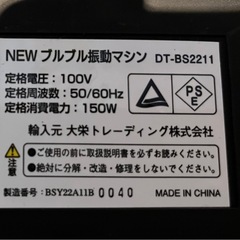 NEW ブルブル振動マシン DT-BS2211
定格電圧：100V
定格周波数：50/60Hz
定格消費電力：150W
PSE
輸入元 大栄トレーディング株式会社
注意
●ご使用の前に必ず取扱説明書を必ずお読みください。
●絶対に分解・改造・修理をしないでください。
製造番号：BSY22A11B 0040
MADE IN CHINA